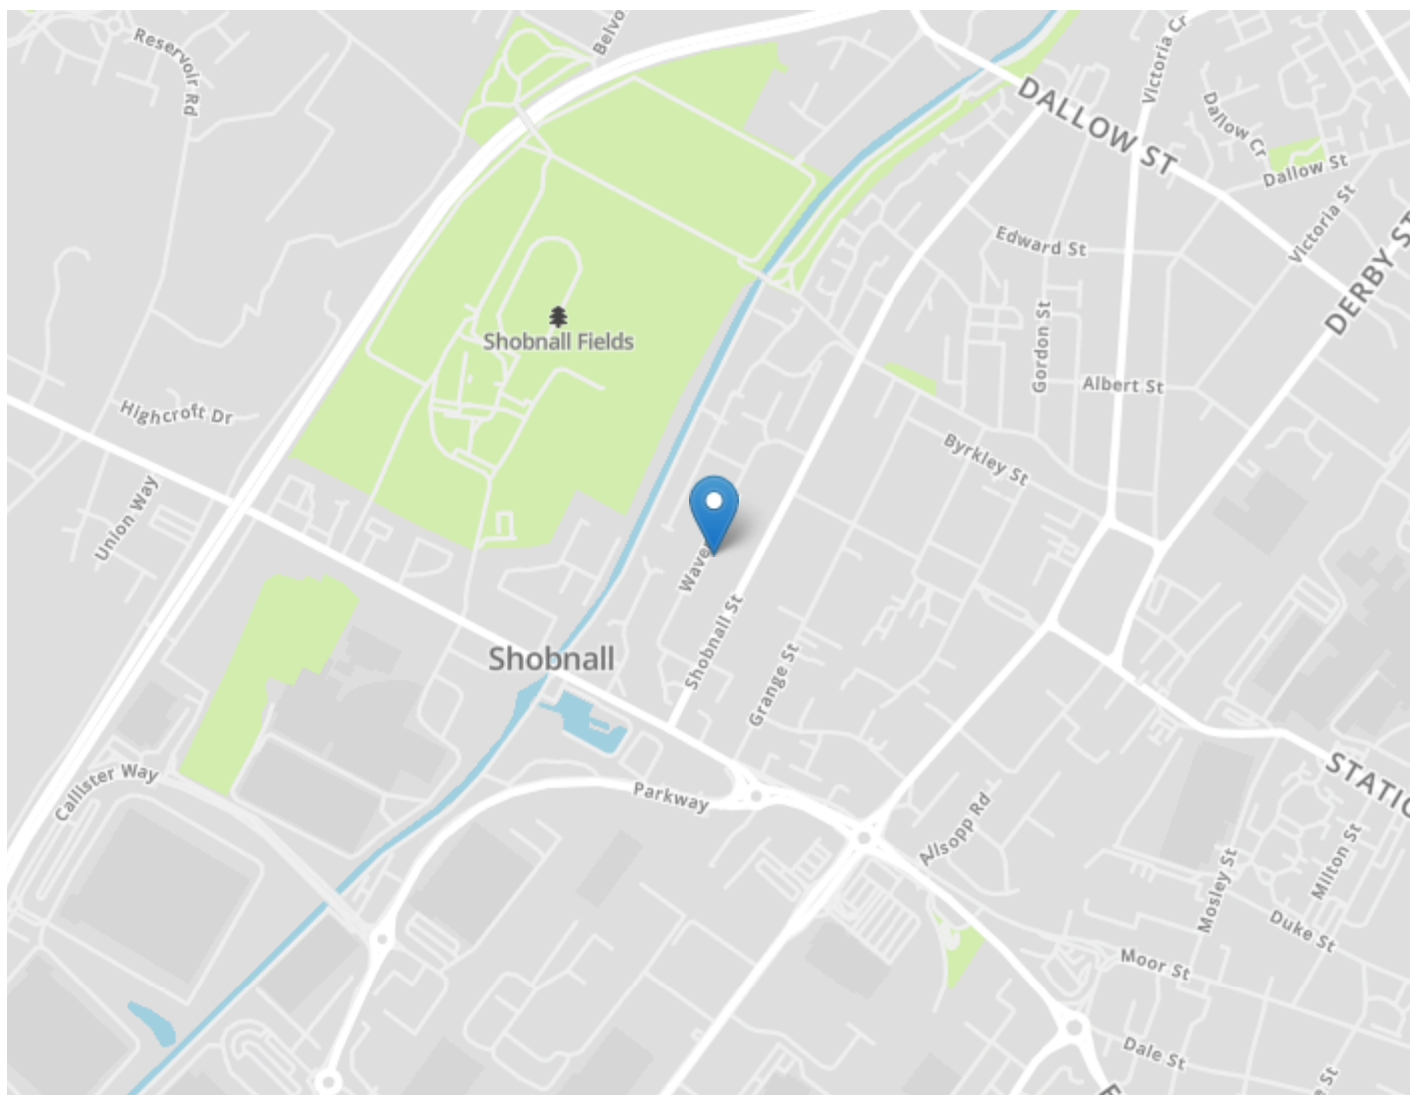 Reservoir Rd
Belvo
Victoria Cr
DALLOW ST
Dallow Cr
Dallow St
Victoria St
Edward St
DERBY ST
Gordon St
Shobnall Fields
Albert St
Highcroft Dr
Byrkley St
Union Way
Wave
Shobnall St
Shobnall
Grange St
Callister Way
Parkway
STATIO
Allsopp Rd
Milton St
Mosley St
Duke St
Moor St
Dale St
St